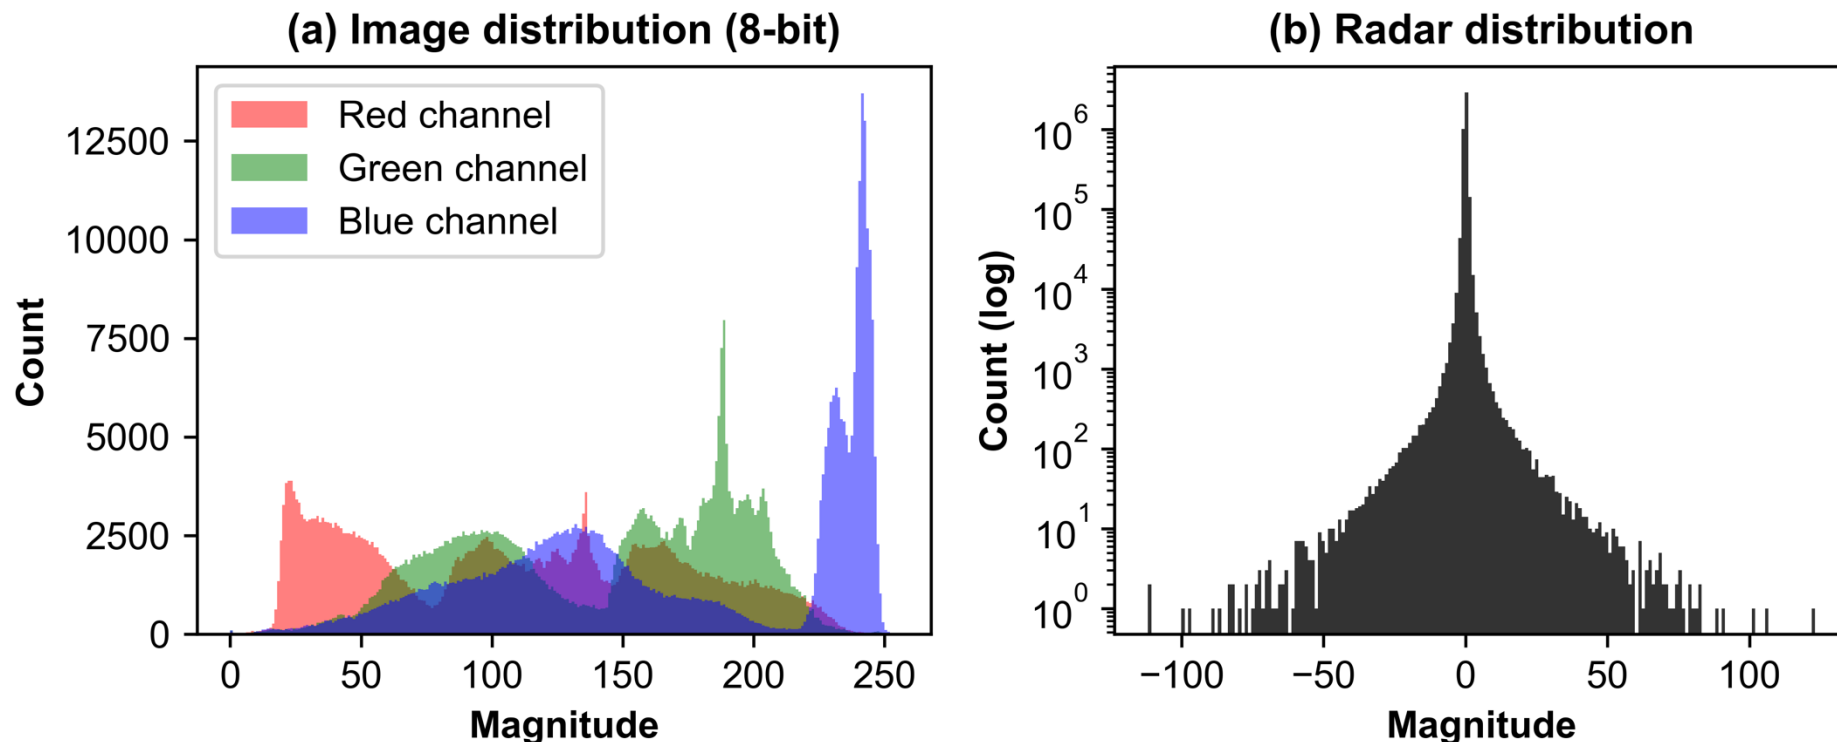 (a) Image distribution (8-bit)
Red channel
Green channel
Blue channel
Count
12500
10000
7500
5000
2500
0
0 50 100 150 200 250
Magnitude
(b) Radar distribution
Count (log)
10^6
10^5
10^4
10^3
10^2
10^1
10^0
−100 −50 0 50 100
Magnitude